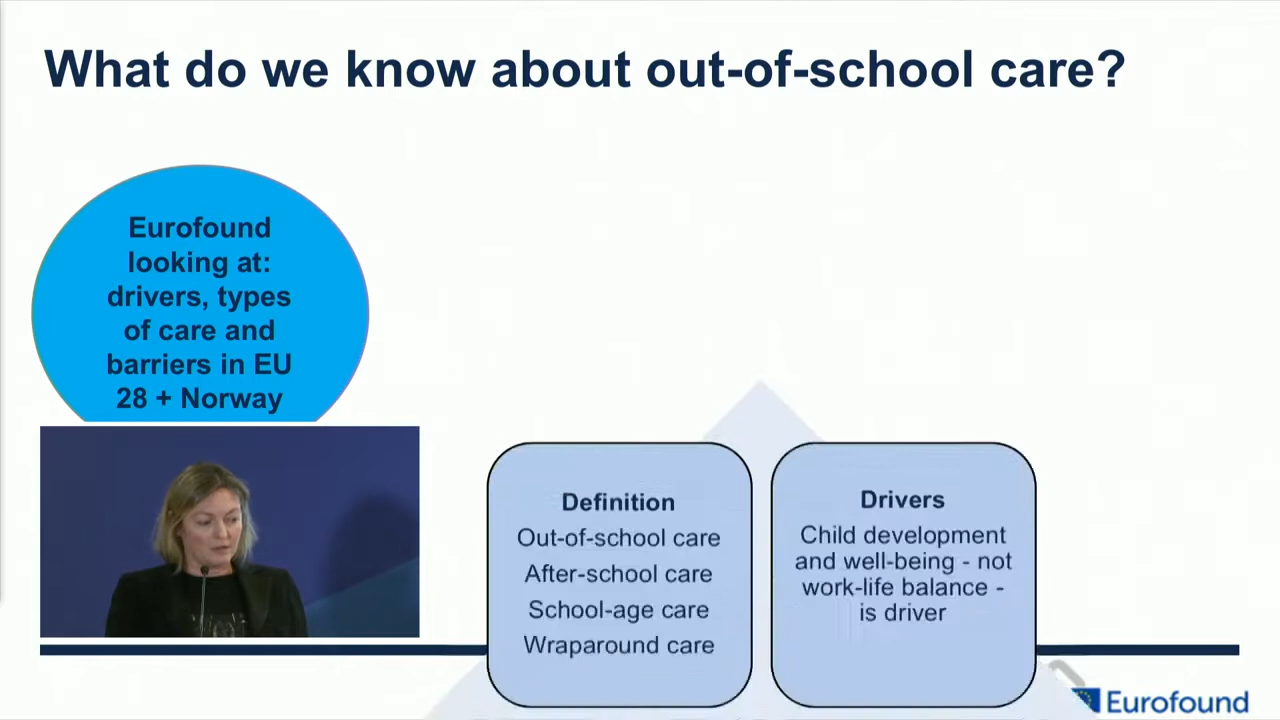 What do we know about out-of-school care?
Eurofound
looking at:
drivers, types
of care and
barriers in EU
28 + Norway
Definition
Out-of-school care
After-school care
School-age care
Wraparound care
Drivers
Child development
and well-being - not
work-life balance -
is driver
Eurofound